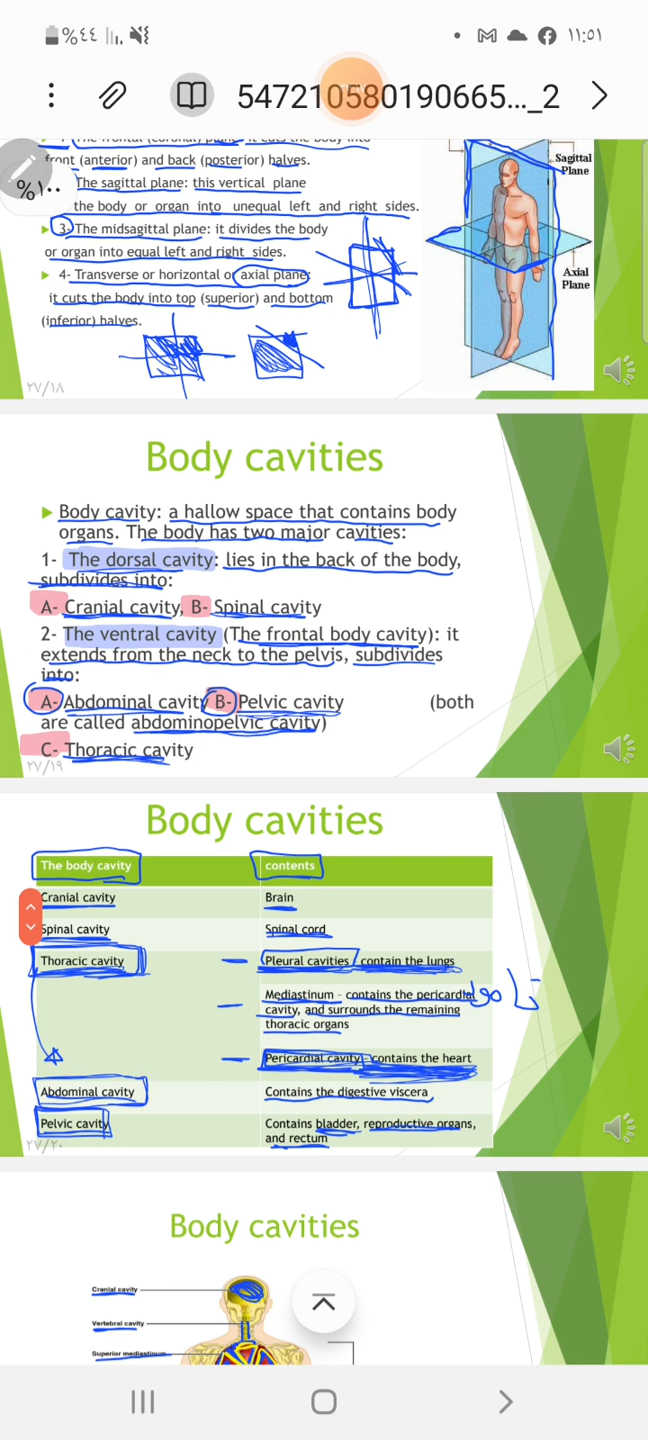 %٤٤
١١:٥١
547210580190665..._2
%١٠٠
front (anterior) and back (posterior) halves.
The sagittal plane: this vertical plane
the body or organ into unequal left and right sides.
3- The midsagittal plane: it divides the body
or organ into equal left and right sides.
4- Transverse or horizontal or axial plane:
it cuts the body into top (superior) and bottom
(inferior) halves.
Sagittal
Plane
Axial
Plane
٢٧/١٨
Body cavities
Body cavity: a hallow space that contains body
organs. The body has two major cavities:
1- The dorsal cavity: lies in the back of the body,
subdivides into:
A- Cranial cavity, B- Spinal cavity
2- The ventral cavity (The frontal body cavity): it
extends from the neck to the pelvis, subdivides
into:
A- Abdominal cavity B- Pelvic cavity (both
are called abdominopelvic cavity)
C- Thoracic cavity
٢٧/١٩
Body cavities
The body cavity contents
Cranial cavity Brain
Spinal cavity Spinal cord
Thoracic cavity Pleural cavities contain the lungs
Mediastinum - contains the pericardial
cavity, and surrounds the remaining
thoracic organs
Pericardial cavity - contains the heart
Abdominal cavity Contains the digestive viscera
Pelvic cavity Contains bladder, reproductive organs,
and rectum
٢٧/٢٠
Body cavities
Cranial cavity
Vertebral cavity
Superior mediastinum